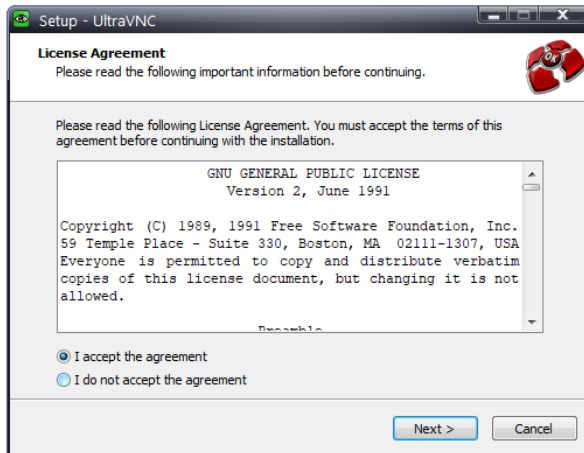 Setup - UltraVNC
License Agreement
Please read the following important information before continuing.
OK
Please read the following License Agreement. You must accept the terms of this
agreement before continuing with the installation.
GNU GENERAL PUBLIC LICENSE
Version 2, June 1991
Copyright (C) 1989, 1991 Free Software Foundation, Inc.
59 Temple Place - Suite 330, Boston, MA 02111-1307, USA
Everyone is permitted to copy and distribute verbatim
copies of this license document, but changing it is not
allowed.
Preamble
I accept the agreement
I do not accept the agreement
Next >
Cancel